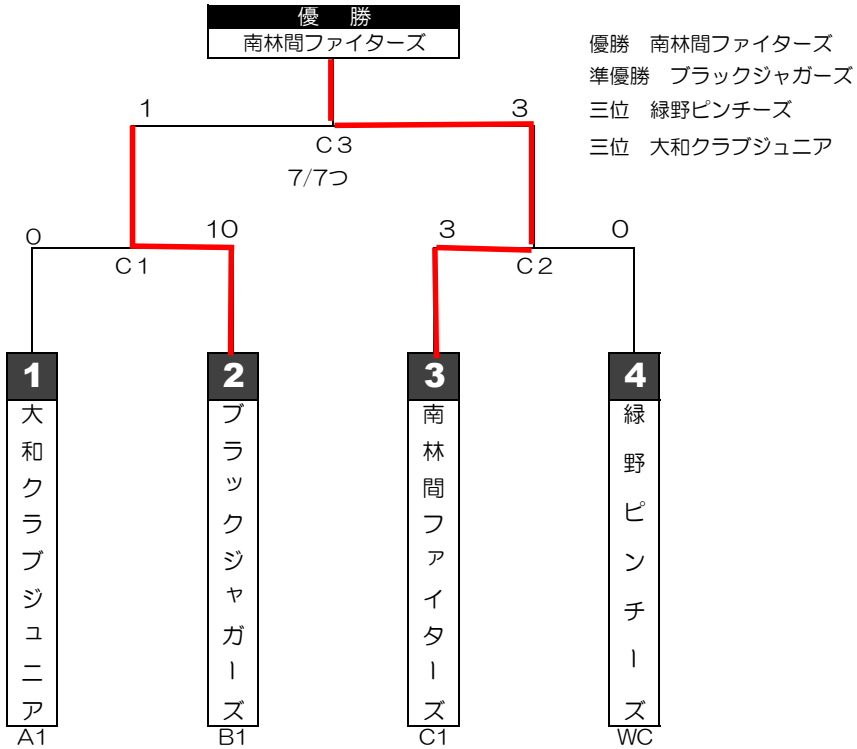 優 勝
南林間ファイターズ
優勝 南林間ファイターズ
準優勝 ブラックジャガーズ
三位 緑野ピンチーズ
三位 大和クラブジュニア
1
3
C3
7/7つ
0
10
3
0
C1
C2
1
2
3
4
大和クラブジュニア
ブラックジャガーズ
南林間ファイターズ
緑野ピンチーズ
A1
B1
C1
WC